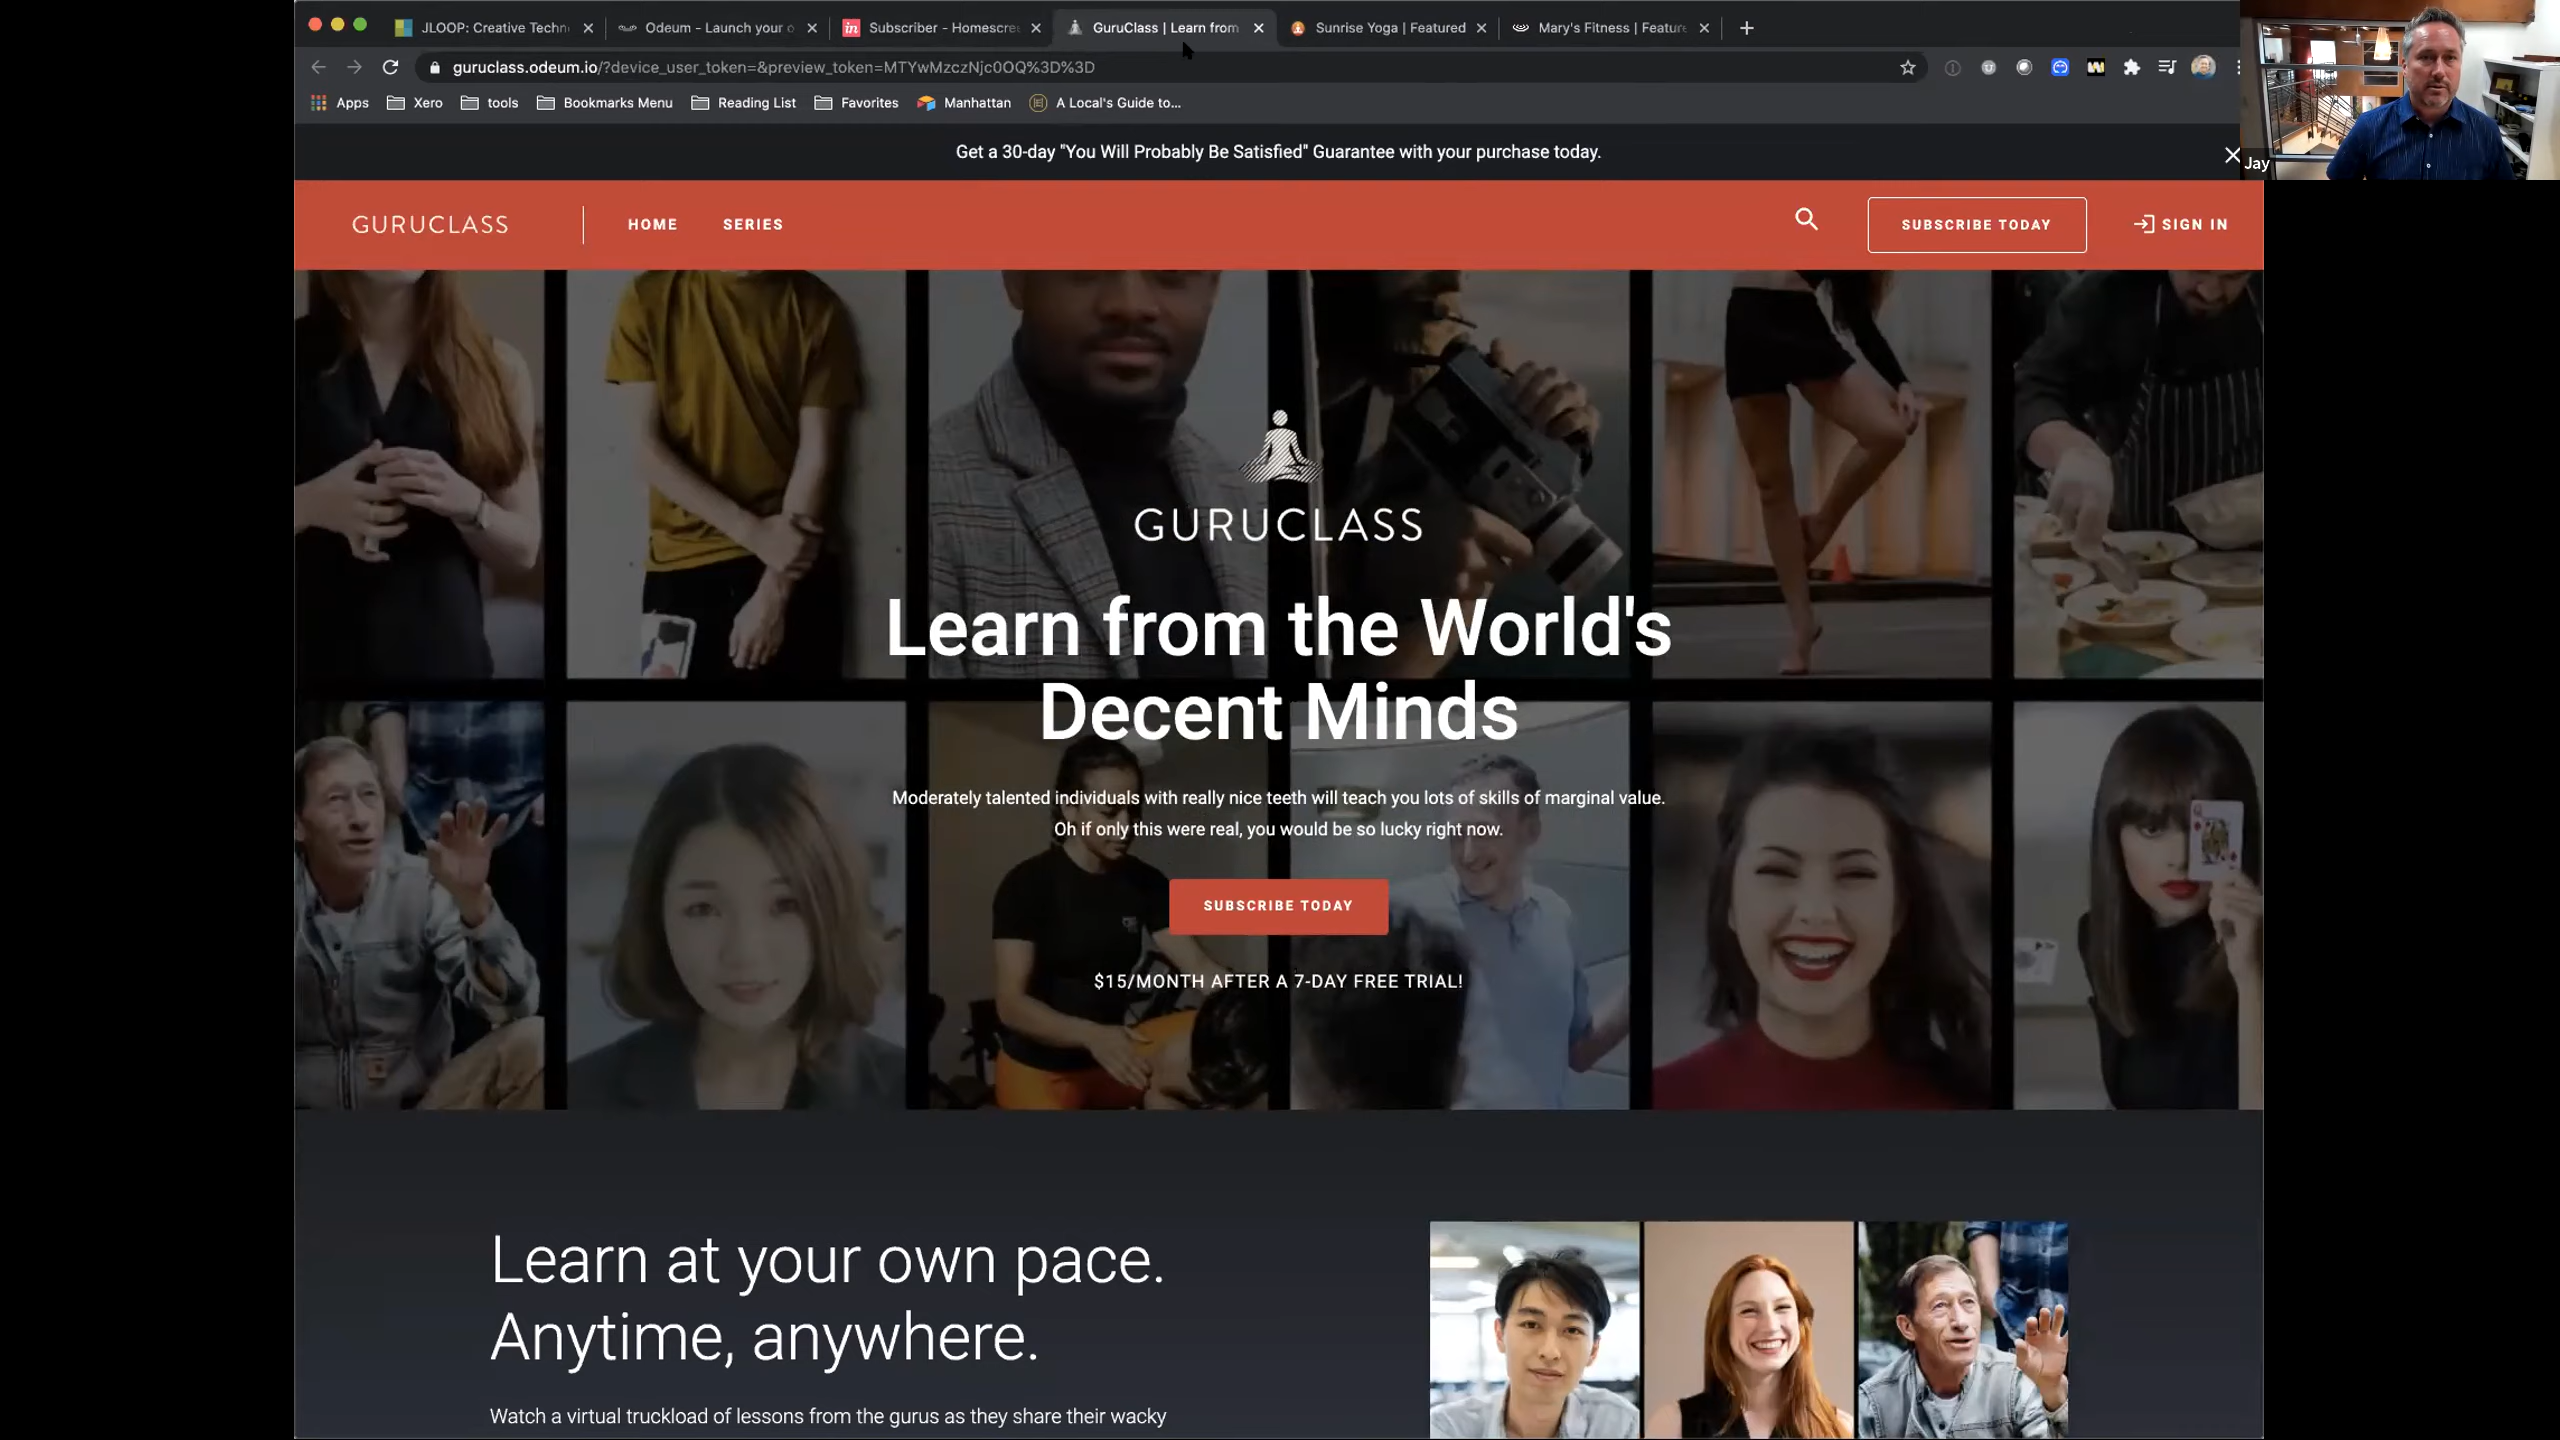 JLOOP: Creative Techn
Odeum - Launch your o
in
Subscriber - Homescree
GuruClass | Learn from
Sunrise Yoga | Featured
Mary's Fitness | Feature
guruclass.odeum.io/?device_user_token=&preview_token=MTYwMzczNjc0OQ%3D%3D
Apps
Xero
tools
Bookmarks Menu
Reading List
Favorites
Manhattan
A Local's Guide to...
Get a 30-day "You Will Probably Be Satisfied" Guarantee with your purchase today.
Jay
GURUCLASS
HOME
SERIES
SUBSCRIBE TODAY
SIGN IN
GURUCLASS
Learn from the World's
Decent Minds
Moderately talented individuals with really nice teeth will teach you lots of skills of marginal value.
Oh if only this were real, you would be so lucky right now.
SUBSCRIBE TODAY
$15/MONTH AFTER A 7-DAY FREE TRIAL!
Learn at your own pace.
Anytime, anywhere.
Watch a virtual truckload of lessons from the gurus as they share their wacky